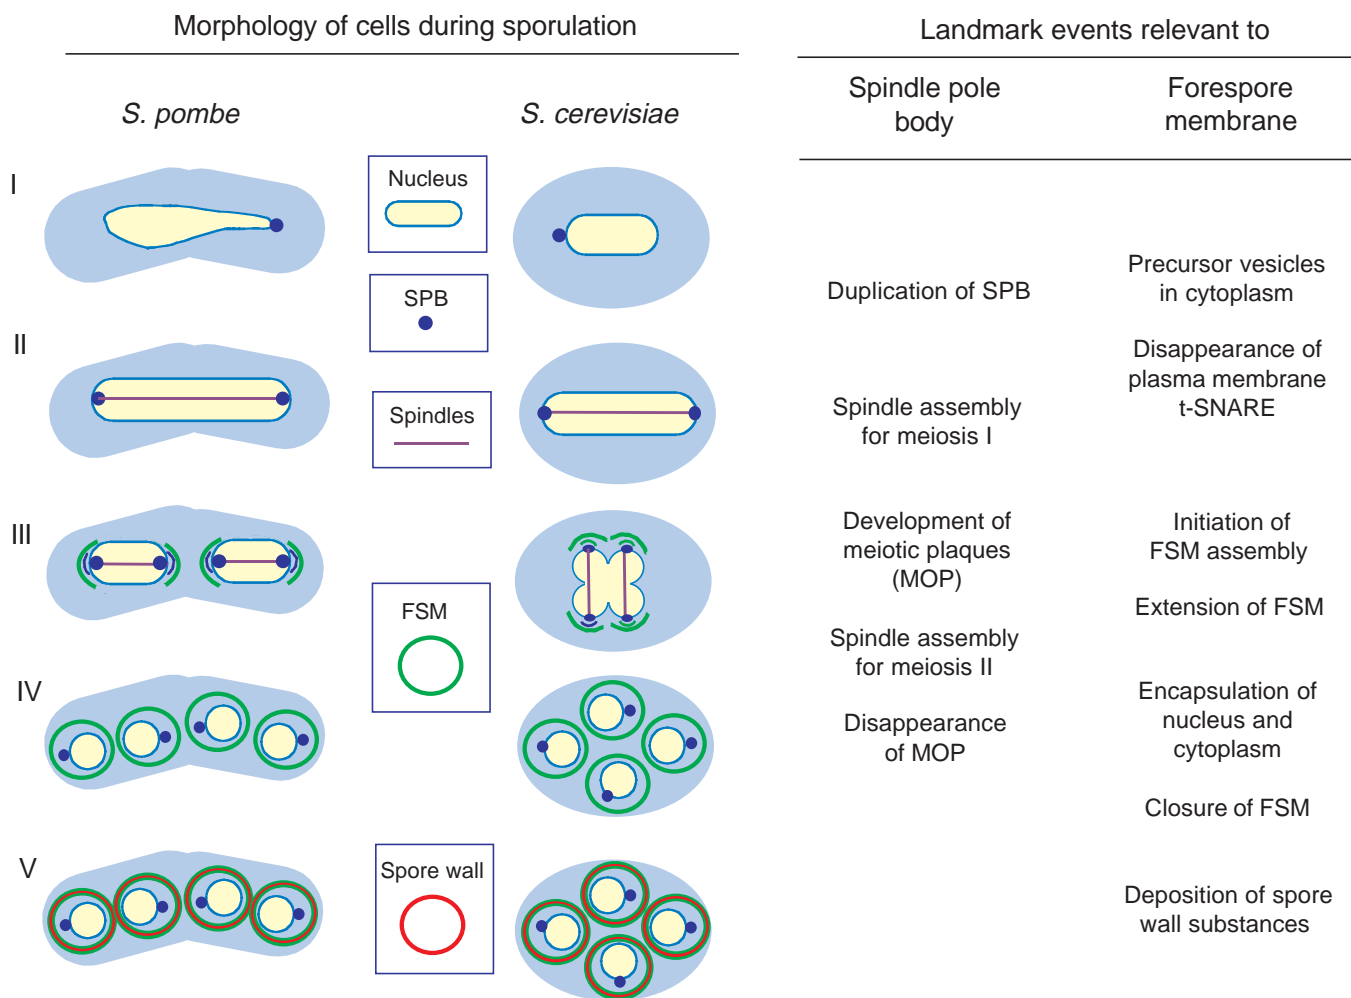 Morphology of cells during sporulation
Landmark events relevant to
S. pombe
S. cerevisiae
Spindle pole
body
Forespore
membrane
I
II
III
IV
V
Nucleus
SPB
Spindles
FSM
Spore wall
Duplication of SPB
Spindle assembly
for meiosis I
Development of
meiotic plaques
(MOP)
Spindle assembly
for meiosis II
Disappearance
of MOP
Precursor vesicles
in cytoplasm
Disappearance of
plasma membrane
t-SNARE
Initiation of
FSM assembly
Extension of FSM
Encapsulation of
nucleus and
cytoplasm
Closure of FSM
Deposition of spore
wall substances